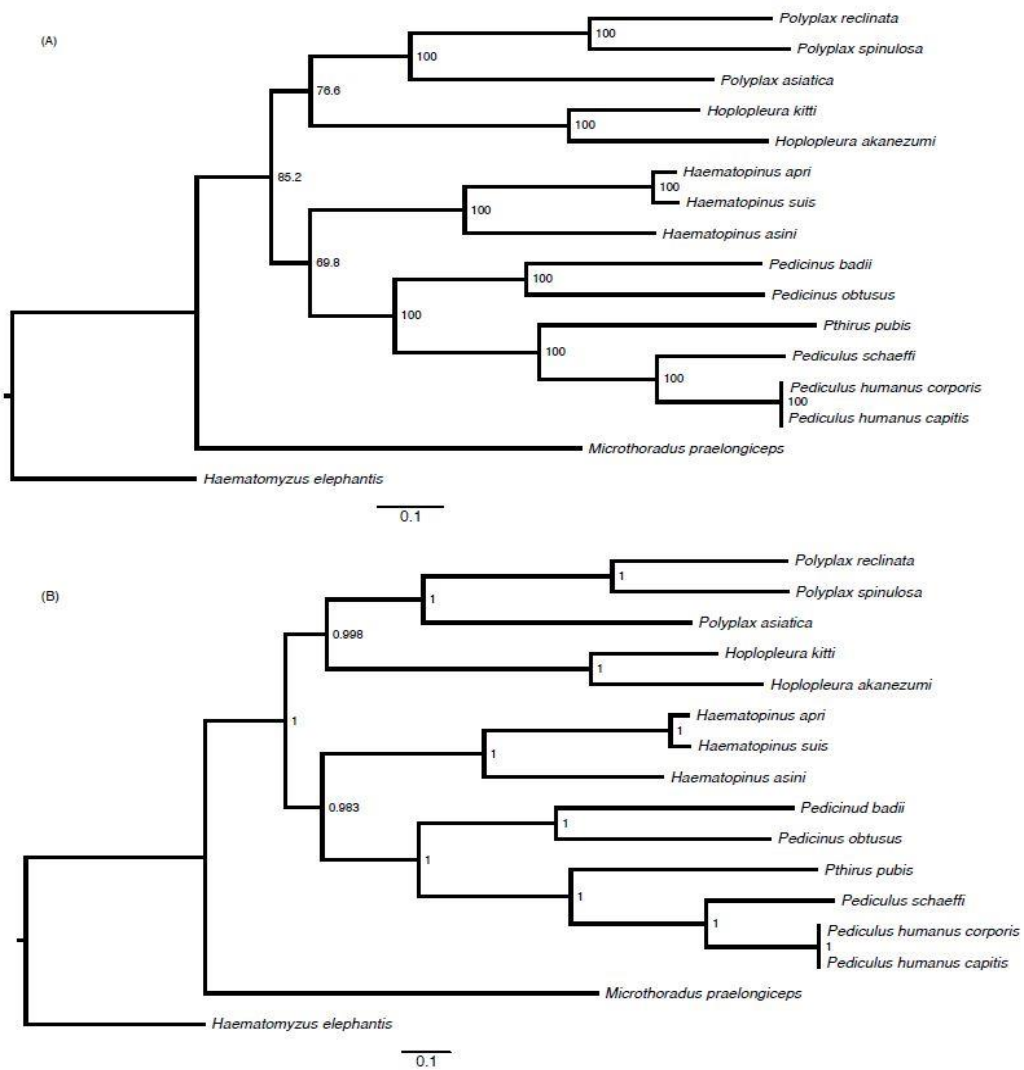 (A)
Polyplax reclinata
100
Polyplax spinulosa
100
Polyplax asiatica
76.6
Hoplopleura kitti
100
Hoplopleura akanezumi
85.2
Haematopinus apri
100
Haematopinus suis
100
Haematopinus asini
69.8
Pedicinus badii
100
Pedicinus obtusus
100
Pthirus pubis
100
Pediculus schaeffi
100
Pediculus humanus corporis
100
Pediculus humanus capitis
Microthoradus praelongiceps
Haematomyzus elephantis
0.1
(B)
Polyplax reclinata
1
Polyplax spinulosa
1
Polyplax asiatica
0.998
Hoplopleura kitti
1
Hoplopleura akanezumi
1
Haematopinus apri
1
Haematopinus suis
1
Haematopinus asini
0.983
Pedicinud badii
1
Pedicinus obtusus
1
Pthirus pubis
1
Pediculus schaeffi
1
Pediculus humanus corporis
1
Pediculus humanus capitis
Microthoradus praelongiceps
Haematomyzus elephantis
0.1